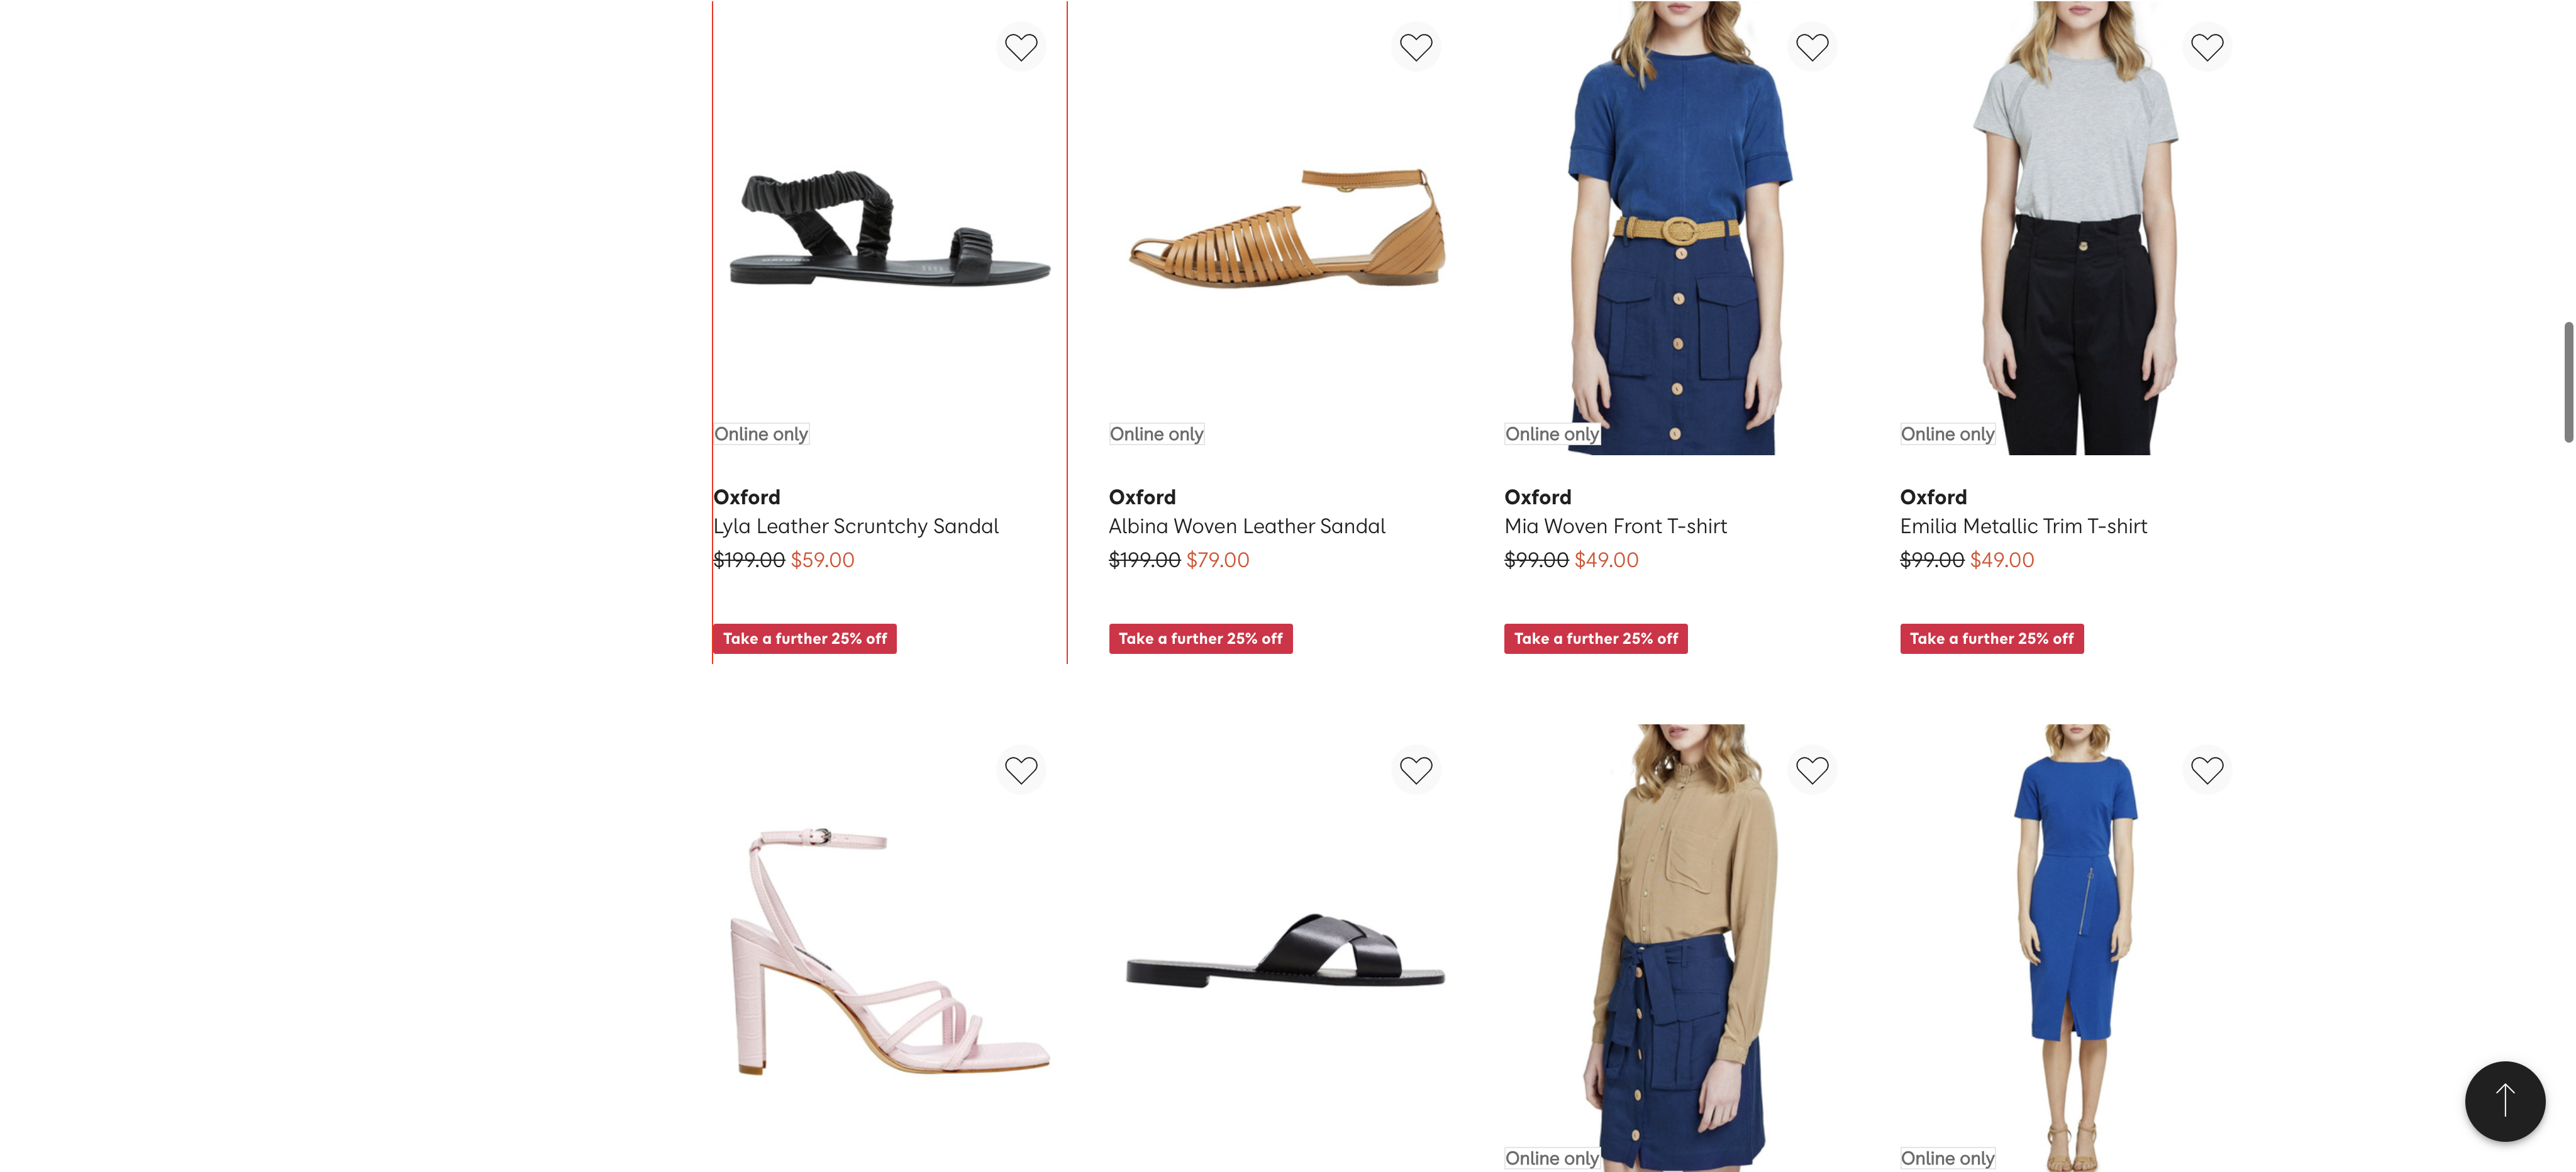 Online only
Oxford
Lyla Leather Scruntchy Sandal
$199.00 $59.00
Take a further 25% off
Online only
Oxford
Albina Woven Leather Sandal
$199.00 $79.00
Take a further 25% off
Online only
Oxford
Mia Woven Front T-shirt
$99.00 $49.00
Take a further 25% off
Online only
Oxford
Emilia Metallic Trim T-shirt
$99.00 $49.00
Take a further 25% off
Online only
Online only